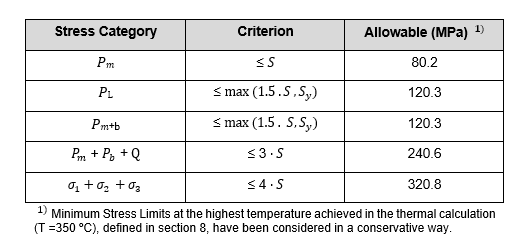 Stress Category Criterion Allowable (MPa) 1)
Pm ≤ S 80.2
PL ≤ max (1.5 . S , Sy) 120.3
Pm+b ≤ max (1.5 . S, Sy) 120.3
Pm + Pb + Q ≤ 3 · S 240.6
σ1 + σ2 + σ3 ≤ 4 · S 320.8
1) Minimum Stress Limits at the highest temperature achieved in the thermal calculation
(T =350 ºC), defined in section 8, have been considered in a conservative way.